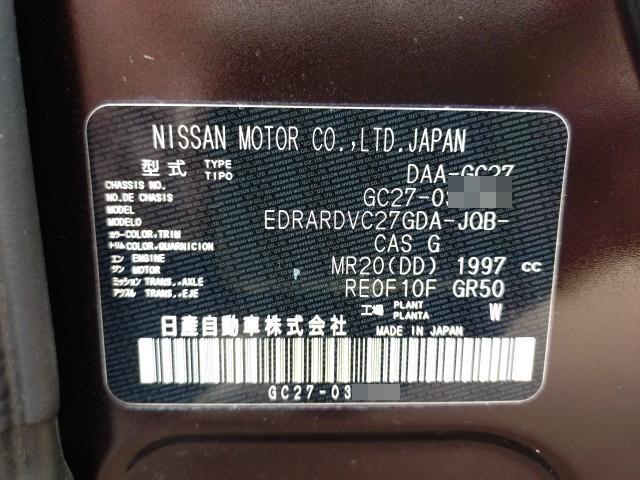 NISSAN MOTOR CO.,LTD.JAPAN
型式 TYPE TIPO DAA-GC27
CHASSIS NO. NO.DE CHASIS GC27-03
MODEL MODELO EDRARDVC27GDA-JQB-
カラー COLOR,TRIM トリム COLOR,GUARNICION CAS G
エンジン ENGINE MOTOR MR20(DD) 1997 cc
ミッション TRANS.,AXLE アクスル TRANS.,EJE RE0F10F GR50
工場 PLANT PLANTA W
日産自動車株式会社 MADE IN JAPAN
GC27-03